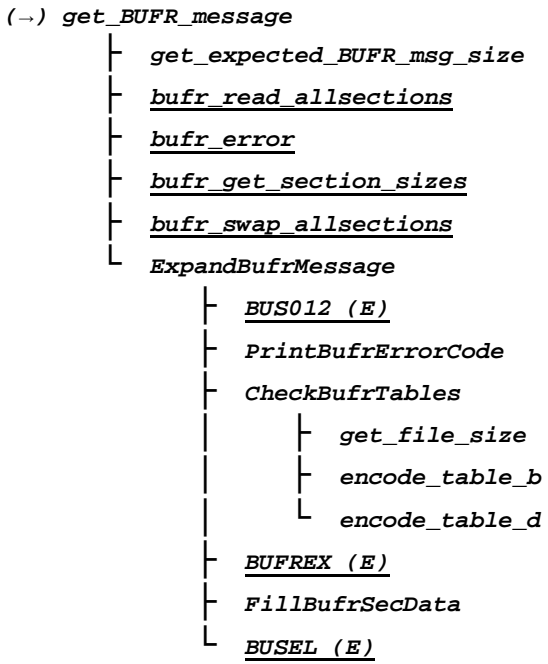 (→) get_BUFR_message
get_expected_BUFR_msg_size
bufr_read_allsections
bufr_error
bufr_get_section_sizes
bufr_swap_allsections
ExpandBufrMessage
BUS012 (E)
PrintBufrErrorCode
CheckBufrTables
get_file_size
encode_table_b
encode_table_d
BUFREX (E)
FillBufrSecData
BUSEL (E)